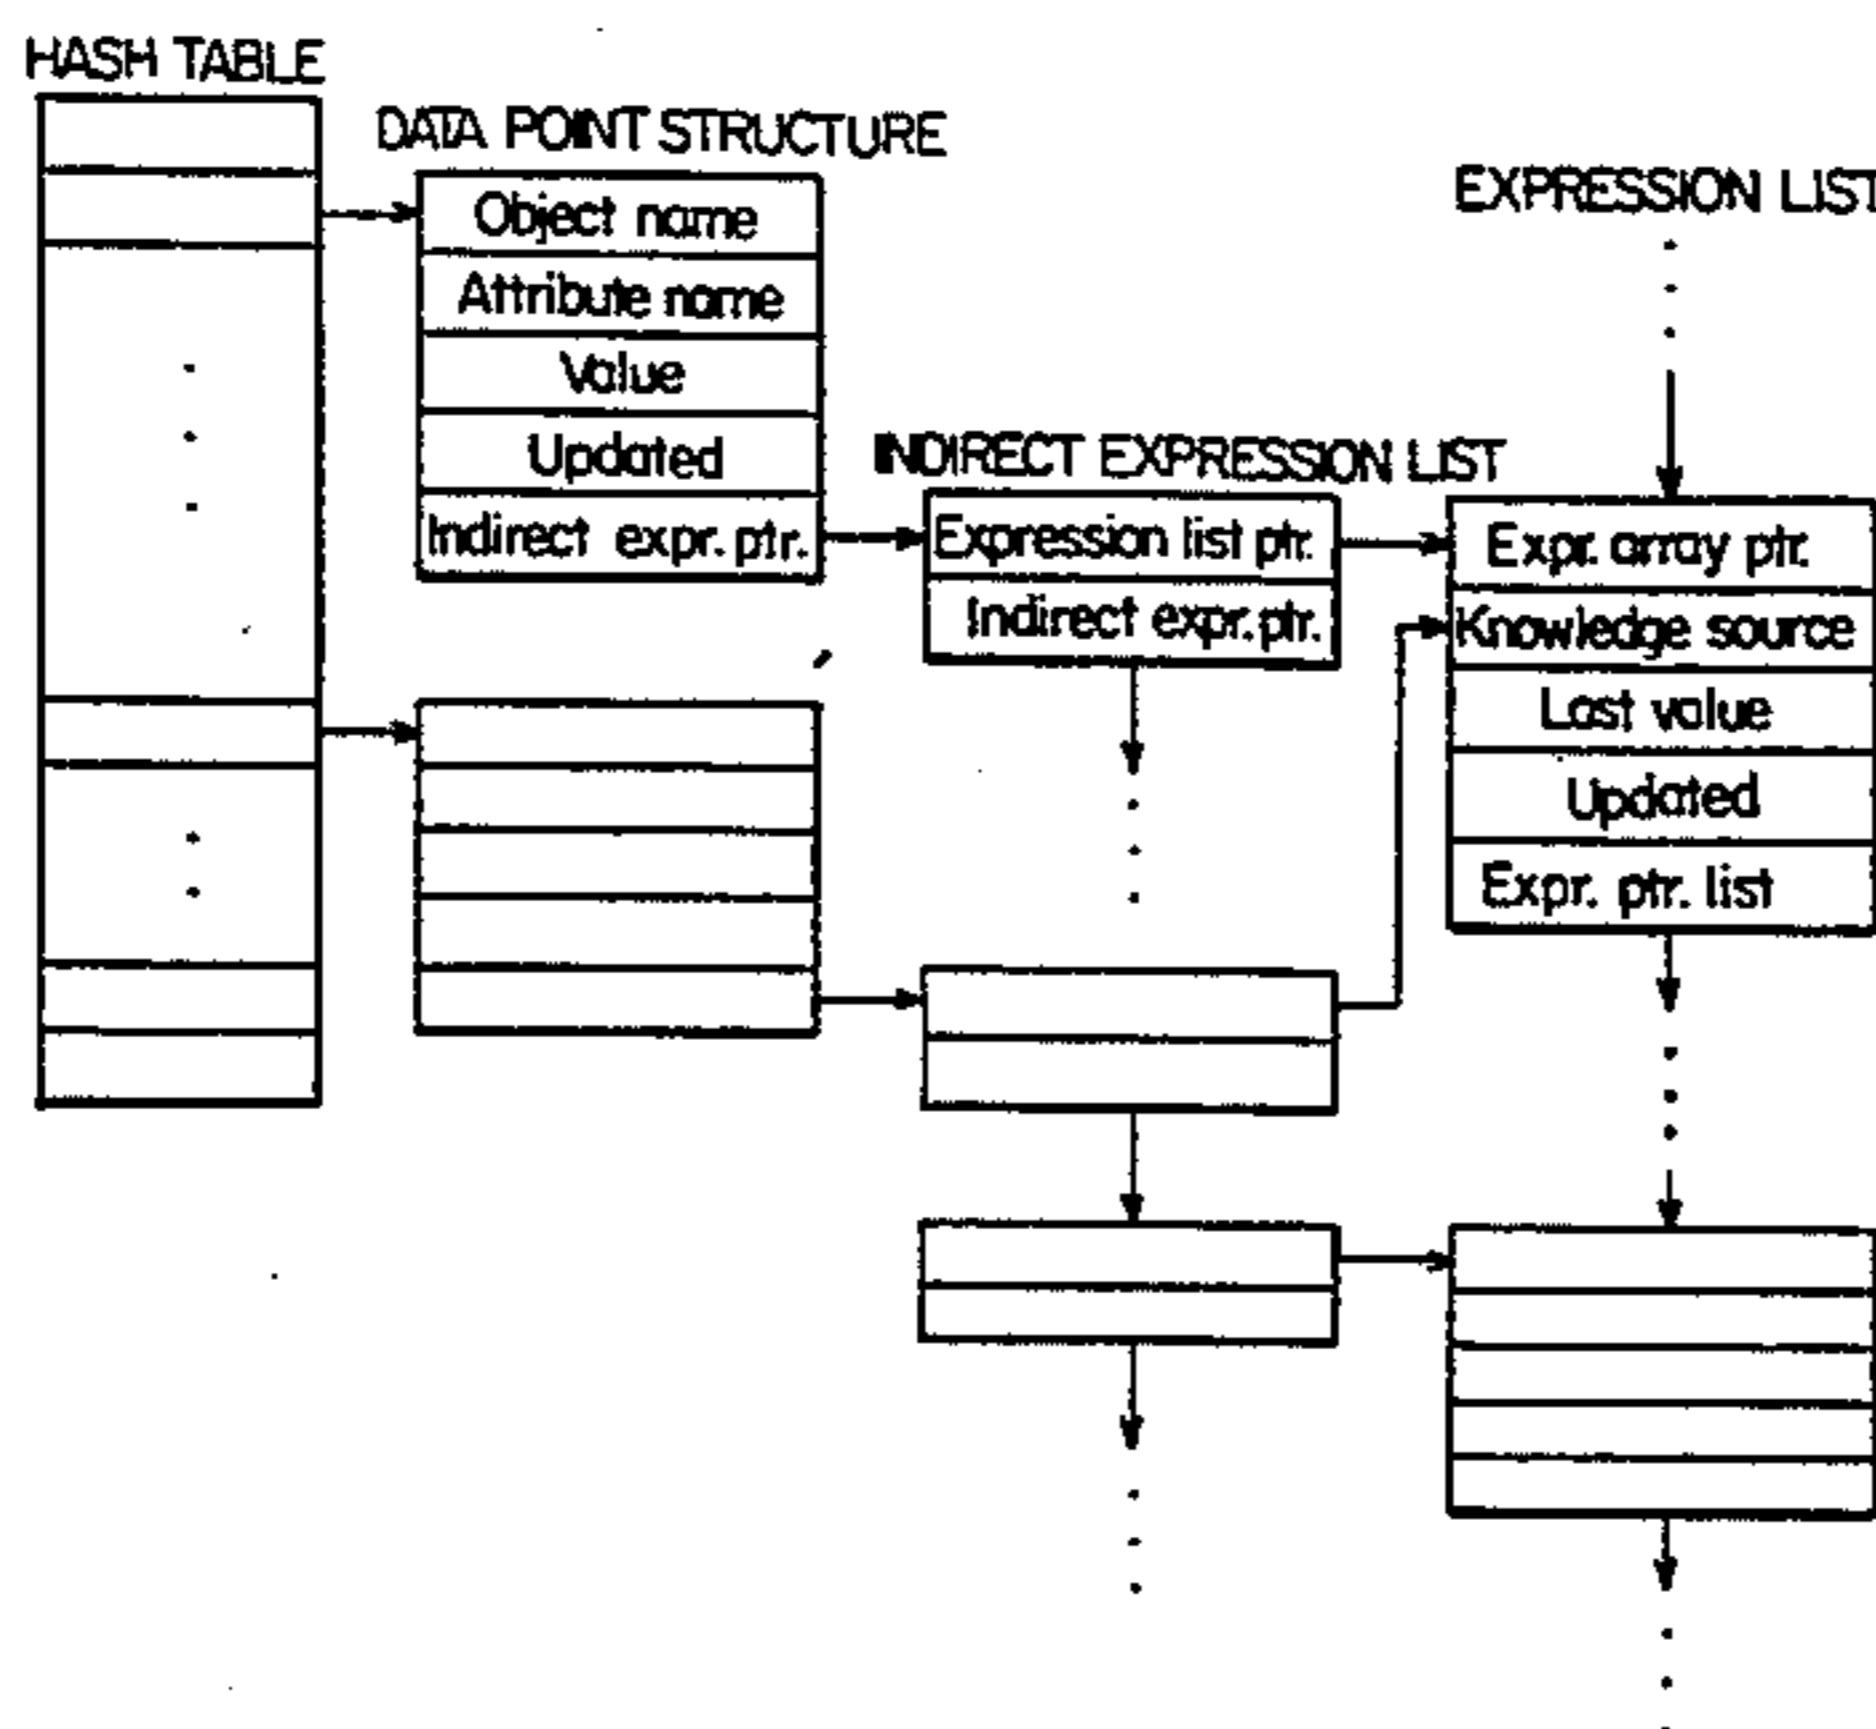 HASH TABLE
DATA POINT STRUCTURE
Object name
Attribute name
Value
Updated
Indirect expr. ptr.
INDIRECT EXPRESSION LIST
Expression list ptr.
Indirect expr. ptr.
EXPRESSION LIST
Expr. array ptr.
Knowledge source
Last value
Updated
Expr. ptr. list